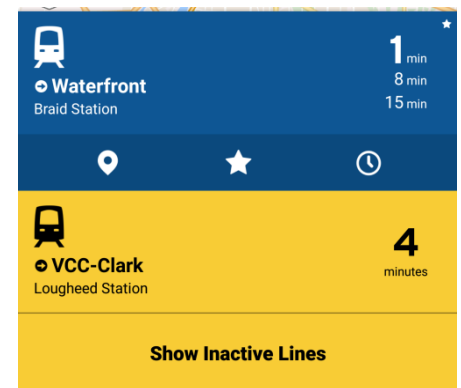 1 min
Waterfront
8 min
Braid Station
15 min
VCC-Clark
4
Lougheed Station
minutes
Show Inactive Lines